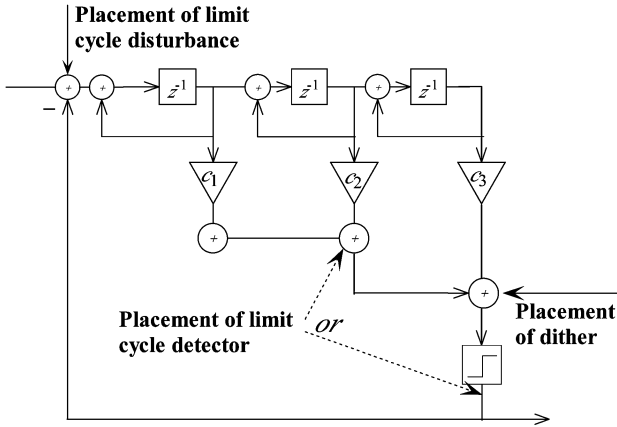 Placement of limit
cycle disturbance
+ + z⁻¹ + z⁻¹ + z⁻¹
−
c₁ c₂ c₃
+ +
+
Placement of limit
cycle detector
or
Placement
of dither